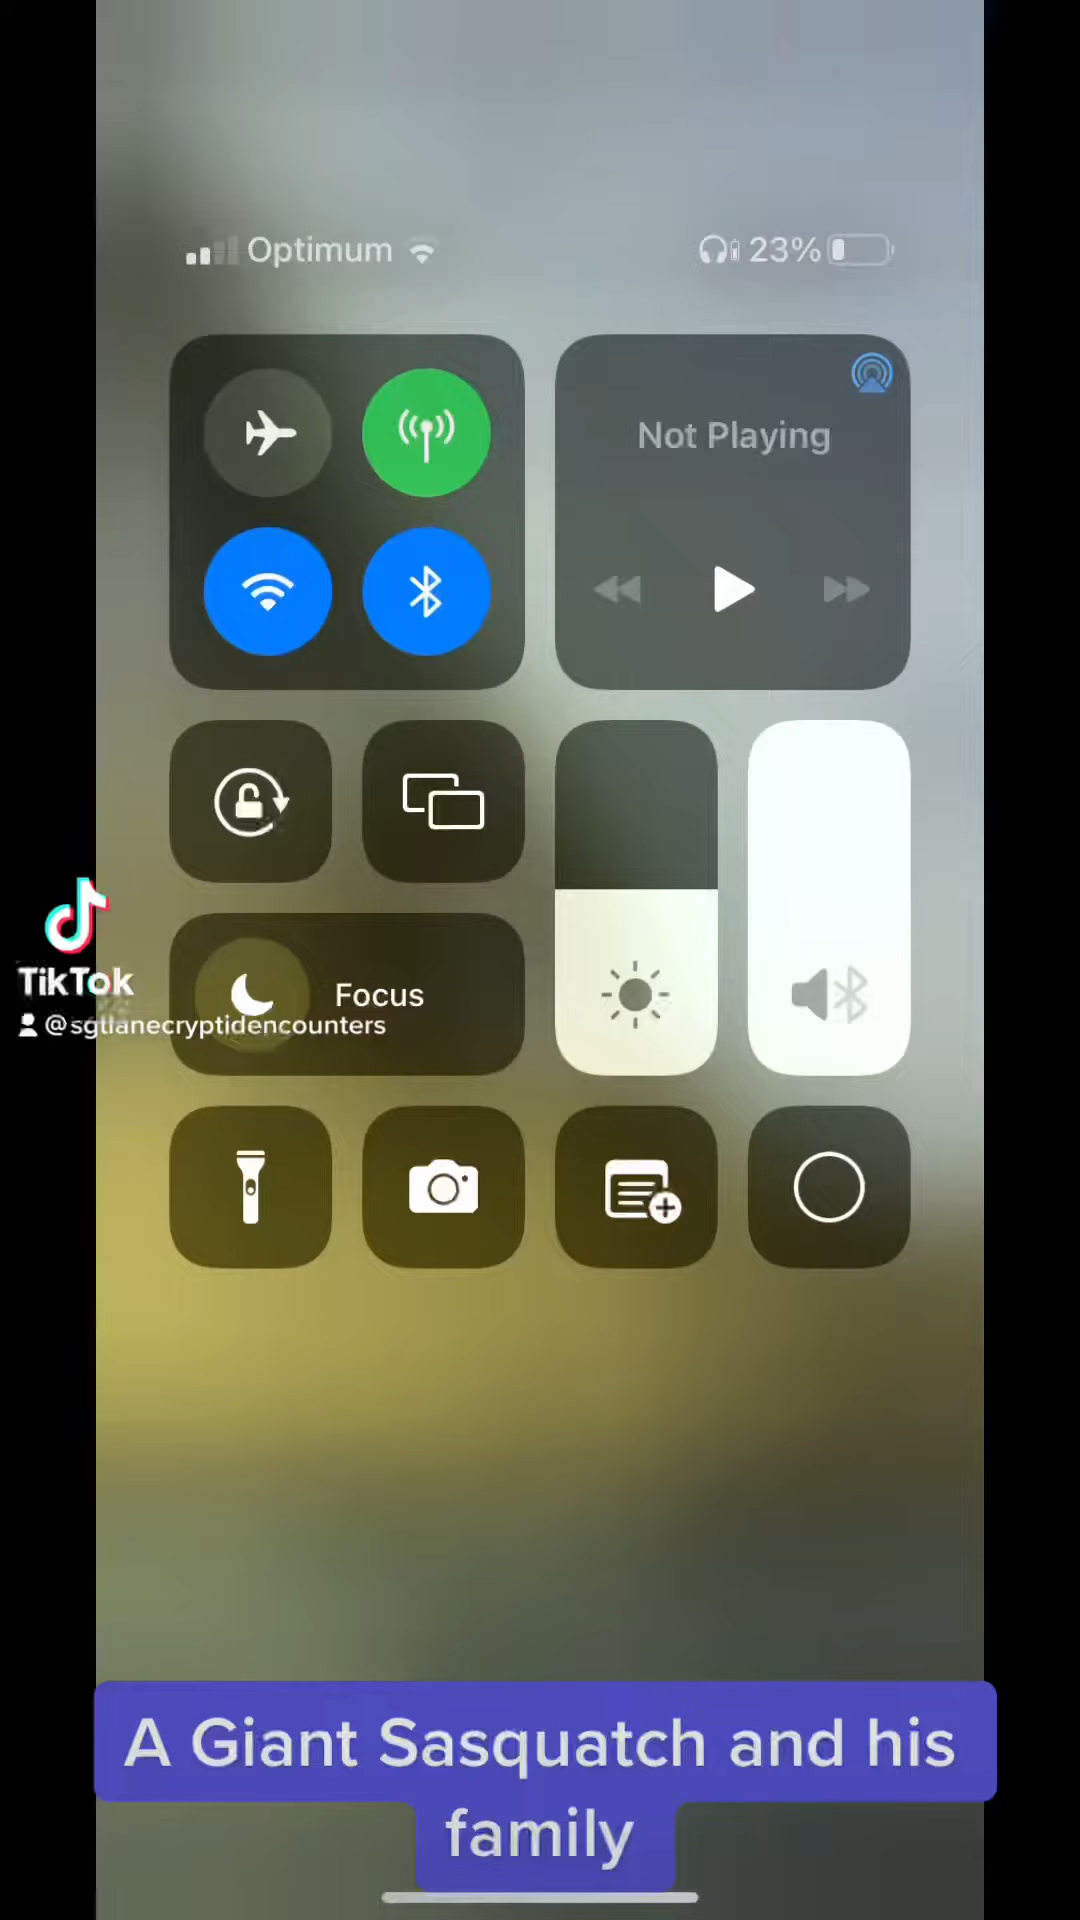 Optimum
23%
Not Playing
Focus
TikTok
@sgtlanecryptidencounters
A Giant Sasquatch and his
family